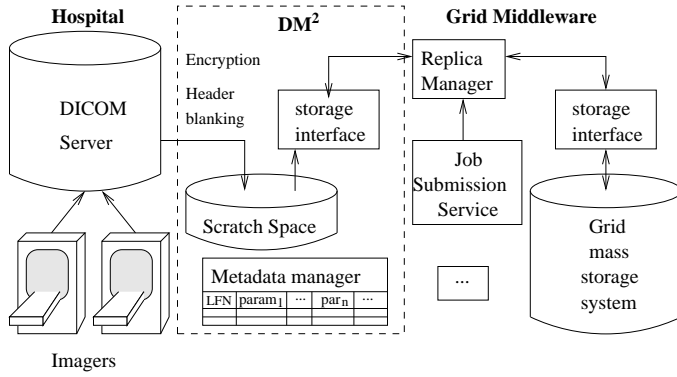 Hospital
DM2
Grid Middleware
DICOM
Server
Encryption
Header
blanking
storage
interface
Scratch Space
Metadata manager
LFN param1 ... parn ...
Replica
Manager
Job
Submission
Service
...
storage
interface
Grid
mass
storage
system
Imagers